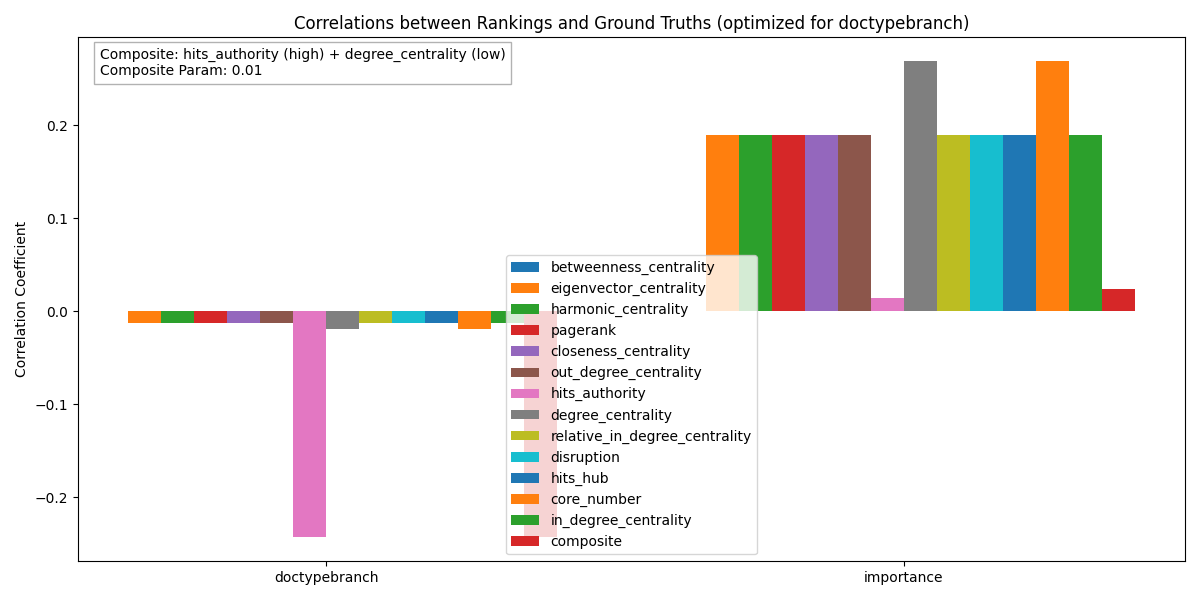 Correlations between Rankings and Ground Truths (optimized for doctypebranch)
Composite: hits_authority (high) + degree_centrality (low)
Composite Param: 0.01
Correlation Coefficient
0.2
0.1
0.0
−0.1
−0.2
betweenness_centrality
eigenvector_centrality
harmonic_centrality
pagerank
closeness_centrality
out_degree_centrality
hits_authority
degree_centrality
relative_in_degree_centrality
disruption
hits_hub
core_number
in_degree_centrality
composite
doctypebranch
importance